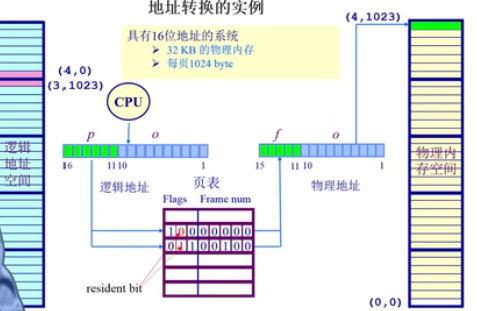 地址转换的实例
具有16位地址的系统
32 KB 的物理内存
每页1024 byte
(4,1023)
(4,0)
(3,1023)
CPU
逻辑
地址
空间
p
o
16
11 10
1
逻辑地址
f
o
15
11 10
1
物理地址
物理内
存空间
页表
Flags
Frame num
1 0 0 0 0 0 0 0
0 1 1 0 0 1 0 0
resident bit
(0,0)